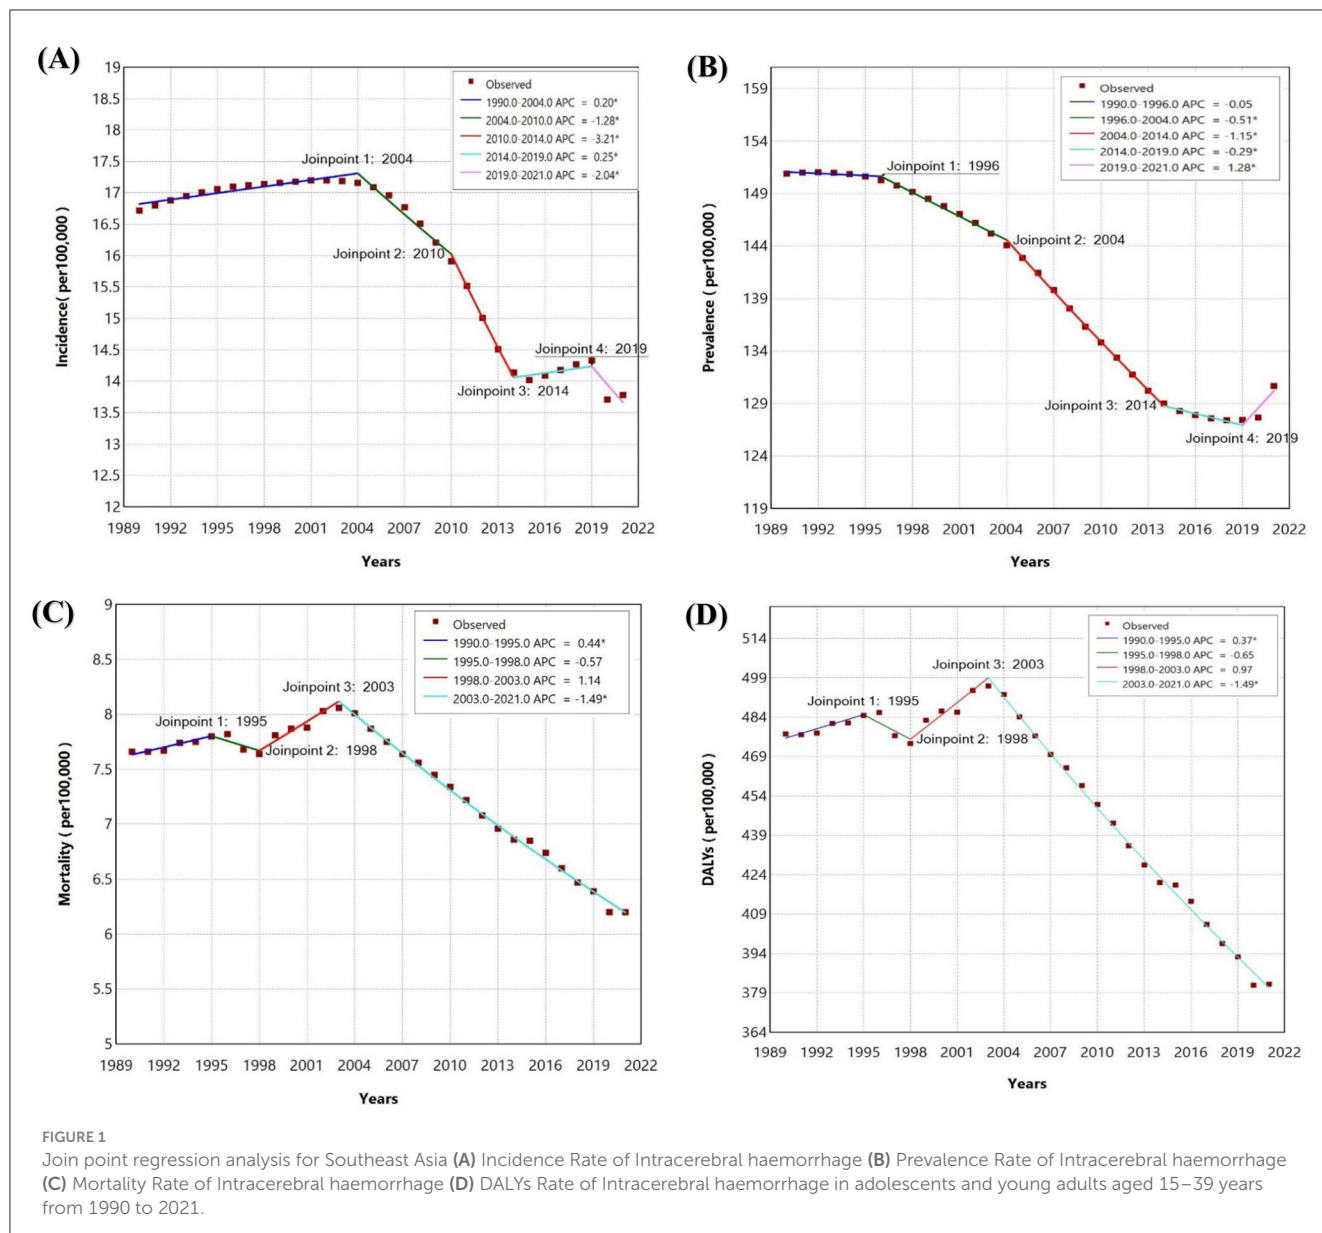 (A)
19
18.5
18
17.5
17
16.5
16
15.5
15
14.5
14
13.5
13
12.5
12
Incidence( per100,000)
Observed
1990.0-2004.0 APC = 0.20*
2004.0-2010.0 APC = -1.28*
2010.0-2014.0 APC = -3.21*
2014.0-2019.0 APC = 0.25*
2019.0-2021.0 APC = -2.04*
Joinpoint 1: 2004
Joinpoint 2: 2010
Joinpoint 4: 2019
Joinpoint 3: 2014
1989 1992 1995 1998 2001 2004 2007 2010 2013 2016 2019 2022
Years
(B)
159
154
149
144
139
134
129
124
119
Prevalence ( per100,000)
Observed
1990.0-1996.0 APC = -0.05
1996.0-2004.0 APC = -0.51*
2004.0-2014.0 APC = -1.15*
2014.0-2019.0 APC = -0.29*
2019.0-2021.0 APC = 1.28*
Joinpoint 1: 1996
Joinpoint 2: 2004
Joinpoint 3: 2014
Joinpoint 4: 2019
1989 1992 1995 1998 2001 2004 2007 2010 2013 2016 2019 2022
Years
(C)
9
8.5
8
7.5
7
6.5
6
5.5
5
Mortality ( per100,000)
Observed
1990.0-1995.0 APC = 0.44*
1995.0-1998.0 APC = -0.57
1998.0-2003.0 APC = 1.14
2003.0-2021.0 APC = -1.49*
Joinpoint 3: 2003
Joinpoint 1: 1995
Joinpoint 2: 1998
1989 1992 1995 1998 2001 2004 2007 2010 2013 2016 2019 2022
Years
(D)
514
499
484
469
454
439
424
409
394
379
364
DALYs ( per100,000)
Observed
1990.0-1995.0 APC = 0.37*
1995.0-1998.0 APC = -0.65
1998.0-2003.0 APC = 0.97
2003.0-2021.0 APC = -1.49*
Joinpoint 3: 2003
Joinpoint 1: 1995
Joinpoint 2: 1998
1989 1992 1995 1998 2001 2004 2007 2010 2013 2016 2019 2022
Years
FIGURE 1
Join point regression analysis for Southeast Asia (A) Incidence Rate of Intracerebral haemorrhage (B) Prevalence Rate of Intracerebral haemorrhage
(C) Mortality Rate of Intracerebral haemorrhage (D) DALYs Rate of Intracerebral haemorrhage in adolescents and young adults aged 15–39 years
from 1990 to 2021.